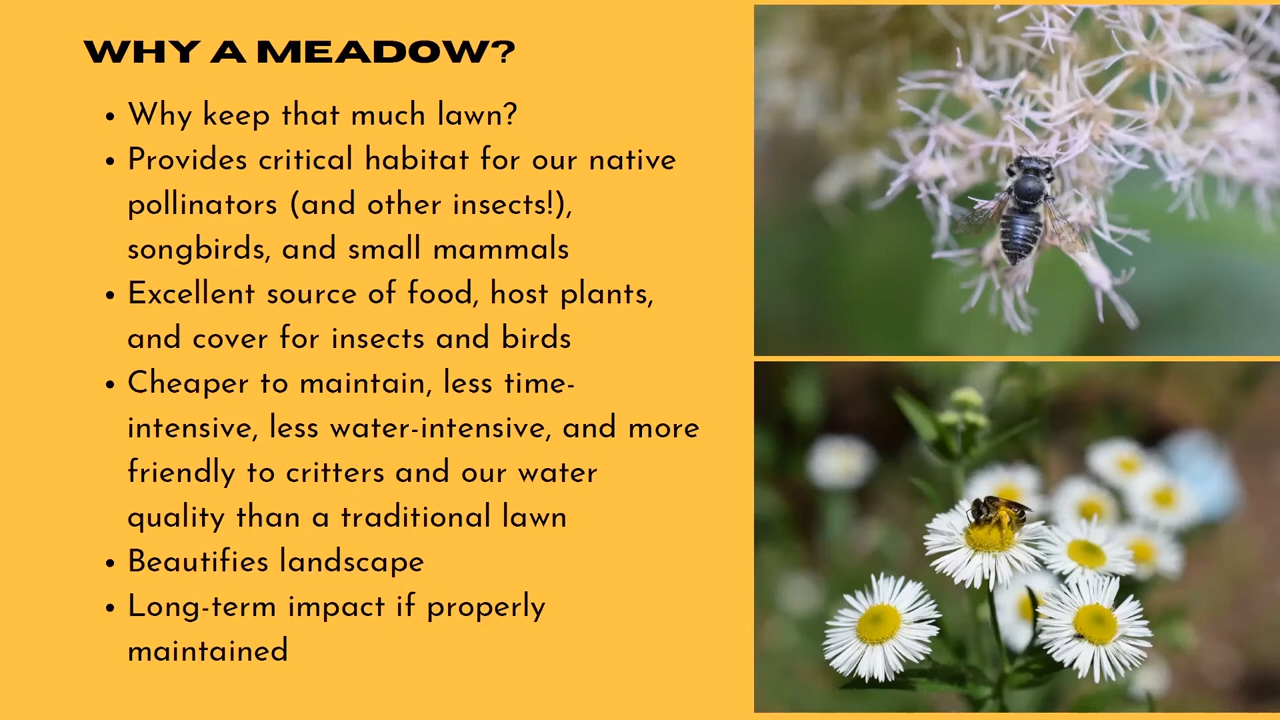 WHY A MEADOW?
• Why keep that much lawn?
• Provides critical habitat for our native
pollinators (and other insects!),
songbirds, and small mammals
• Excellent source of food, host plants,
and cover for insects and birds
• Cheaper to maintain, less time-
intensive, less water-intensive, and more
friendly to critters and our water
quality than a traditional lawn
• Beautifies landscape
• Long-term impact if properly
maintained